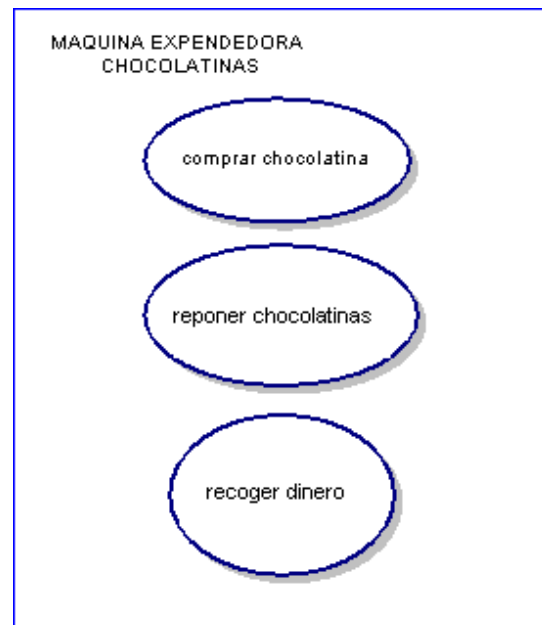 MAQUINA EXPENDEDORA
CHOCOLATINAS
comprar chocolatina
reponer chocolatinas
recoger dinero